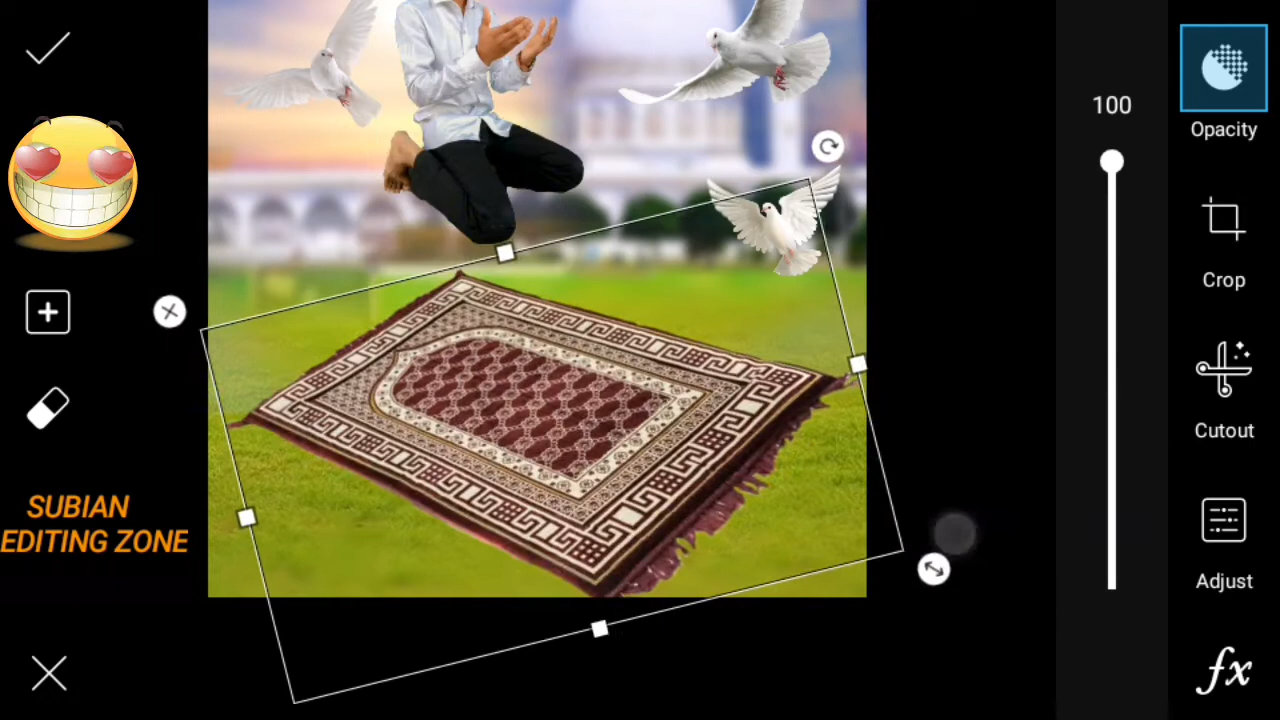 100
Opacity
Crop
Cutout
SUBIAN
EDITING ZONE
Adjust
fx